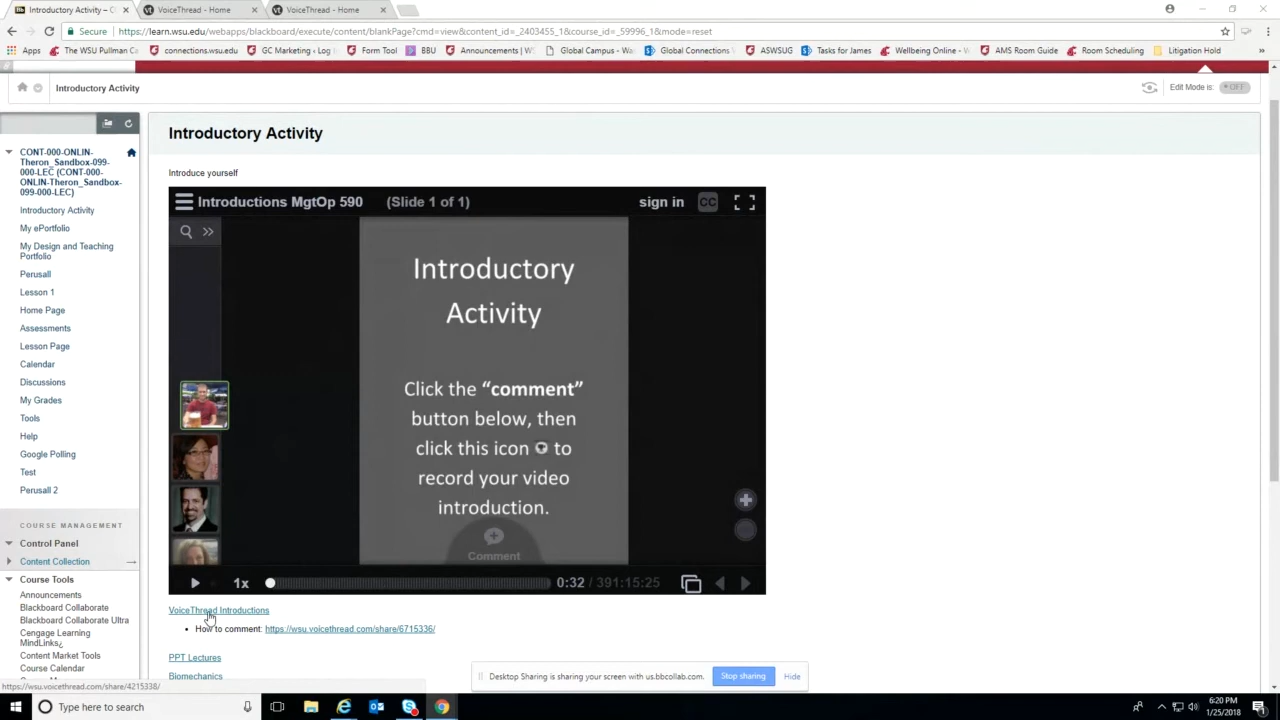 Introductory Activity – C
VoiceThread - Home
VoiceThread - Home
Secure
https://learn.wsu.edu/webapps/blackboard/execute/content/blankPage?cmd=view&content_id=_2403455_1&course_id=_59996_1&mode=reset
Apps
The WSU Pullman Ca
connections.wsu.edu
GC Marketing - Log I
Form Tool
BBU
Announcements | W
Global Campus - Wa
Global Connections
ASWSUG
Tasks for James
Wellbeing Online - W
AMS Room Guide
Room Scheduling
Litigation Hold
»
Introductory Activity
Edit Mode is:
OFF
CONT-000-ONLIN-
Theron_Sandbox-099-
000-LEC (CONT-000-
ONLIN-Theron_Sandbox-
099-000-LEC)
Introductory Activity
My ePortfolio
My Design and Teaching
Portfolio
Perusall
Lesson 1
Home Page
Assessments
Lesson Page
Calendar
Discussions
My Grades
Tools
Help
Google Polling
Test
Perusall 2
COURSE MANAGEMENT
Control Panel
Content Collection
Course Tools
Announcements
Blackboard Collaborate
Blackboard Collaborate Ultra
Cengage Learning
MindLinks¿
Content Market Tools
Course Calendar
Introductory Activity
Introduce yourself
Introductions MgtOp 590 (Slide 1 of 1)
sign in
CC
Introductory
Activity
Click the “comment”
button below, then
click this icon to
record your video
introduction.
Comment
1x
0:32 / 391:15:25
VoiceThread Introductions
How to comment: https://wsu.voicethread.com/share/6715336/
PPT Lectures
Biomechanics
Desktop Sharing is sharing your screen with us.bbcollab.com.
Stop sharing
Hide
https://wsu.voicethread.com/share/4215338/
Type here to search
6:20 PM
1/25/2018